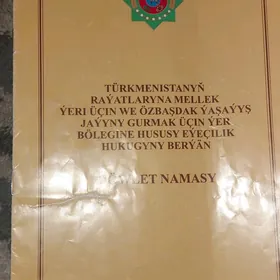 TÜRKMENISTANYŇ
RAÝATLARYNA MELLEK
ÝERI ÜÇIN WE ÖZBAŞDAK ÝAŞAÝYŞ
JAÝYNY GURMAK ÜÇIN ÝER
BÖLEGINE HUSUSY EÝEÇILIK
HUKUGYNY BERÝÄN
NAMASY